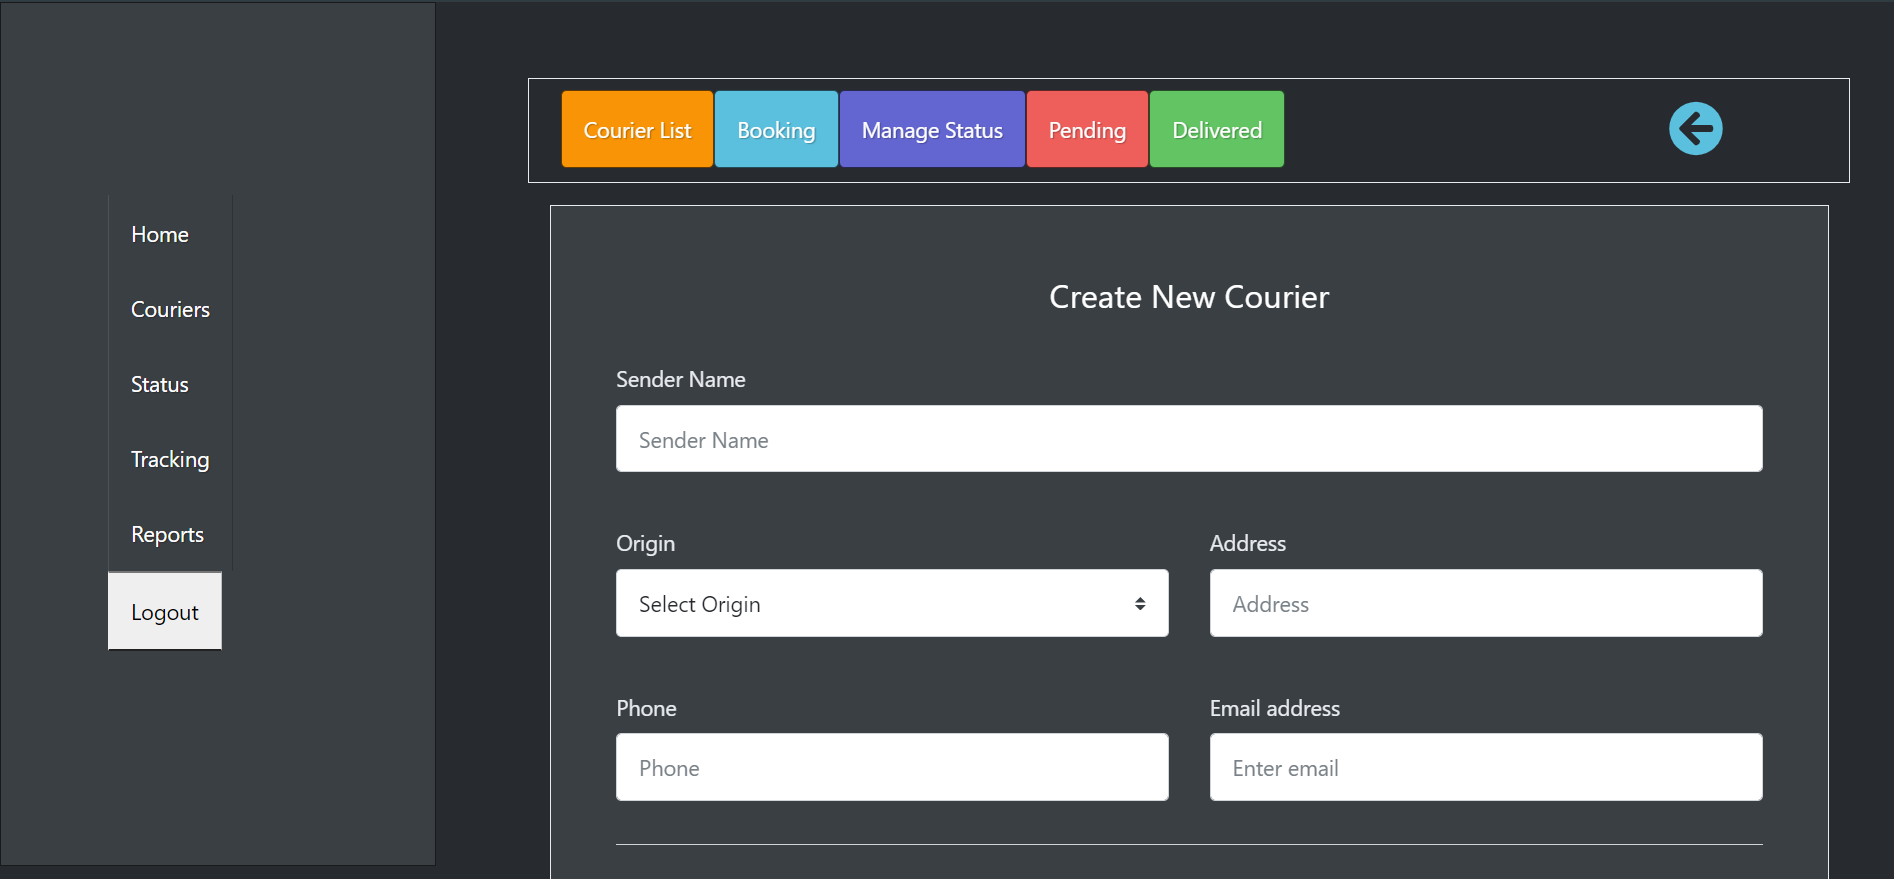 Home
Couriers
Status
Tracking
Reports
Logout
Courier List
Booking
Manage Status
Pending
Delivered
Create New Courier
Sender Name
Sender Name
Origin
Address
Select Origin
Address
Phone
Email address
Phone
Enter email